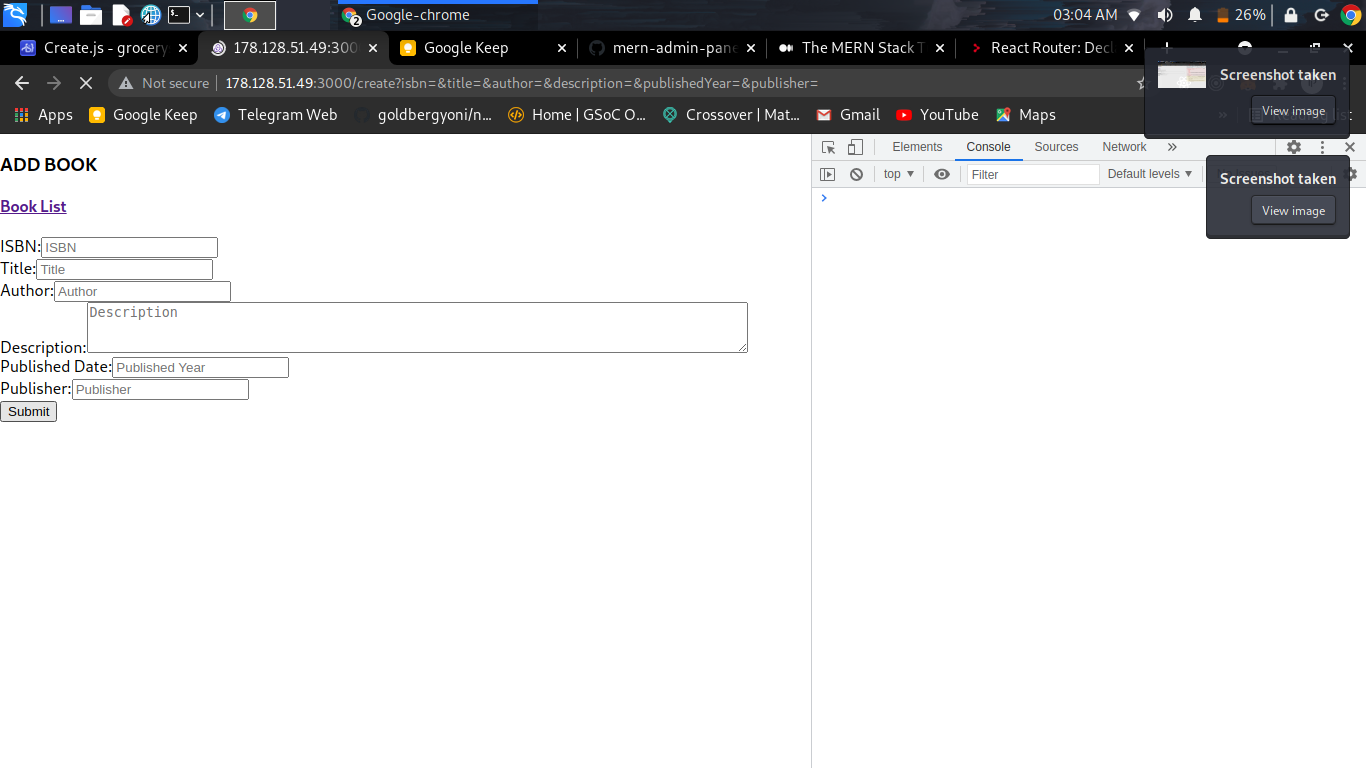 Google-chrome
2
03:04 AM
26%
Create.js - grocery
178.128.51.49:300
Google Keep
mern-admin-pane
The MERN Stack T
React Router: Decl
Not secure
178.128.51.49:3000/create?isbn=&title=&author=&description=&publishedYear=&publisher=
Apps
Google Keep
Telegram Web
goldbergyoni/n...
Home | GSoC O...
Crossover | Mat...
Gmail
YouTube
Maps
Screenshot taken
View image
Screenshot taken
View image
ADD BOOK
Book List
ISBN: ISBN
Title: Title
Author: Author
Description: Description
Published Date: Published Year
Publisher: Publisher
Submit
Elements
Console
Sources
Network
top
Filter
Default levels